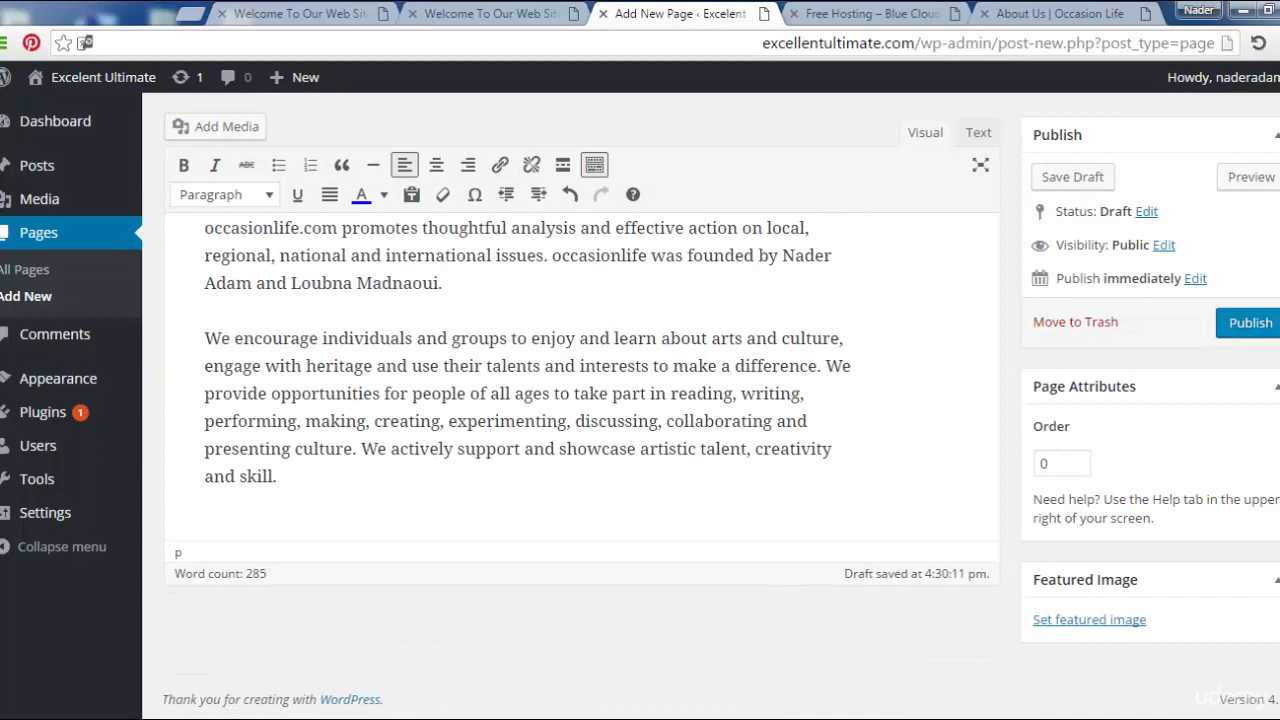 Welcome To Our Web Sit
Welcome To Our Web Sit
Add New Page ‹ Excellent
Free Hosting – Blue Clou
About Us | Occasion Life
Nader
excellentultimate.com/wp-admin/post-new.php?post_type=page
Excelent Ultimate
1
0
New
Howdy, naderadam
Dashboard
Posts
Media
Pages
All Pages
Add New
Comments
Appearance
Plugins 1
Users
Tools
Settings
Collapse menu
Add Media
Visual
Text
B I ABC
Paragraph
U A Ω
occasionlife.com promotes thoughtful analysis and effective action on local,
regional, national and international issues. occasionlife was founded by Nader
Adam and Loubna Madnaoui.
We encourage individuals and groups to enjoy and learn about arts and culture,
engage with heritage and use their talents and interests to make a difference. We
provide opportunities for people of all ages to take part in reading, writing,
performing, making, creating, experimenting, discussing, collaborating and
presenting culture. We actively support and showcase artistic talent, creativity
and skill.
p
Word count: 285
Draft saved at 4:30:11 pm.
Publish
Save Draft
Preview
Status: Draft Edit
Visibility: Public Edit
Publish immediately Edit
Move to Trash
Publish
Page Attributes
Order
0
Need help? Use the Help tab in the upper
right of your screen.
Featured Image
Set featured image
Thank you for creating with WordPress.
Version 4.
udemy